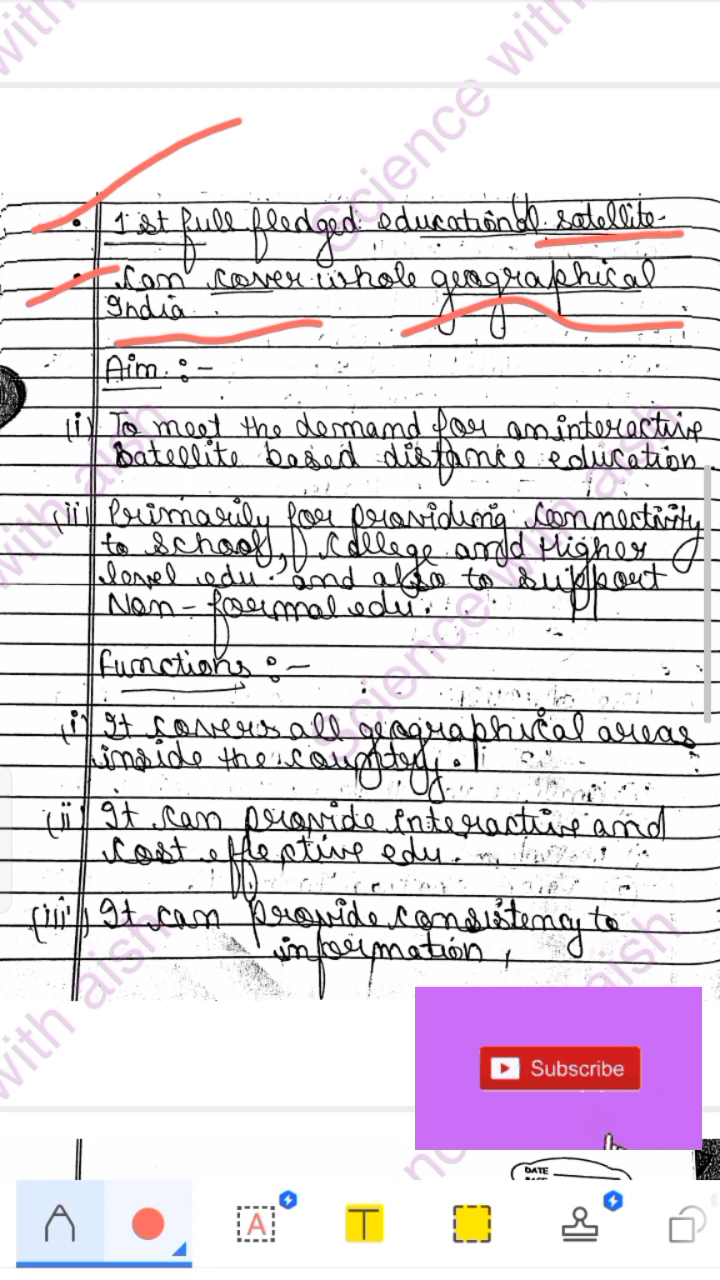 • 1st full fledged educational satellite.
• Can cover whole geographical
India.
Aim :-
(i) To meet the demand for an interactive
Satellite based distance education
(ii) Primarily for providing connectivity
to School, College and Higher
level edu. and also to support
Non-formal edu.
Functions :-
(i) It covers all geographical areas
inside the country.
(ii) It can provide interactive and
cost effective edu.
(iii) It can provide consistency to
information,
Science with aish
Subscribe
DATE
A
T